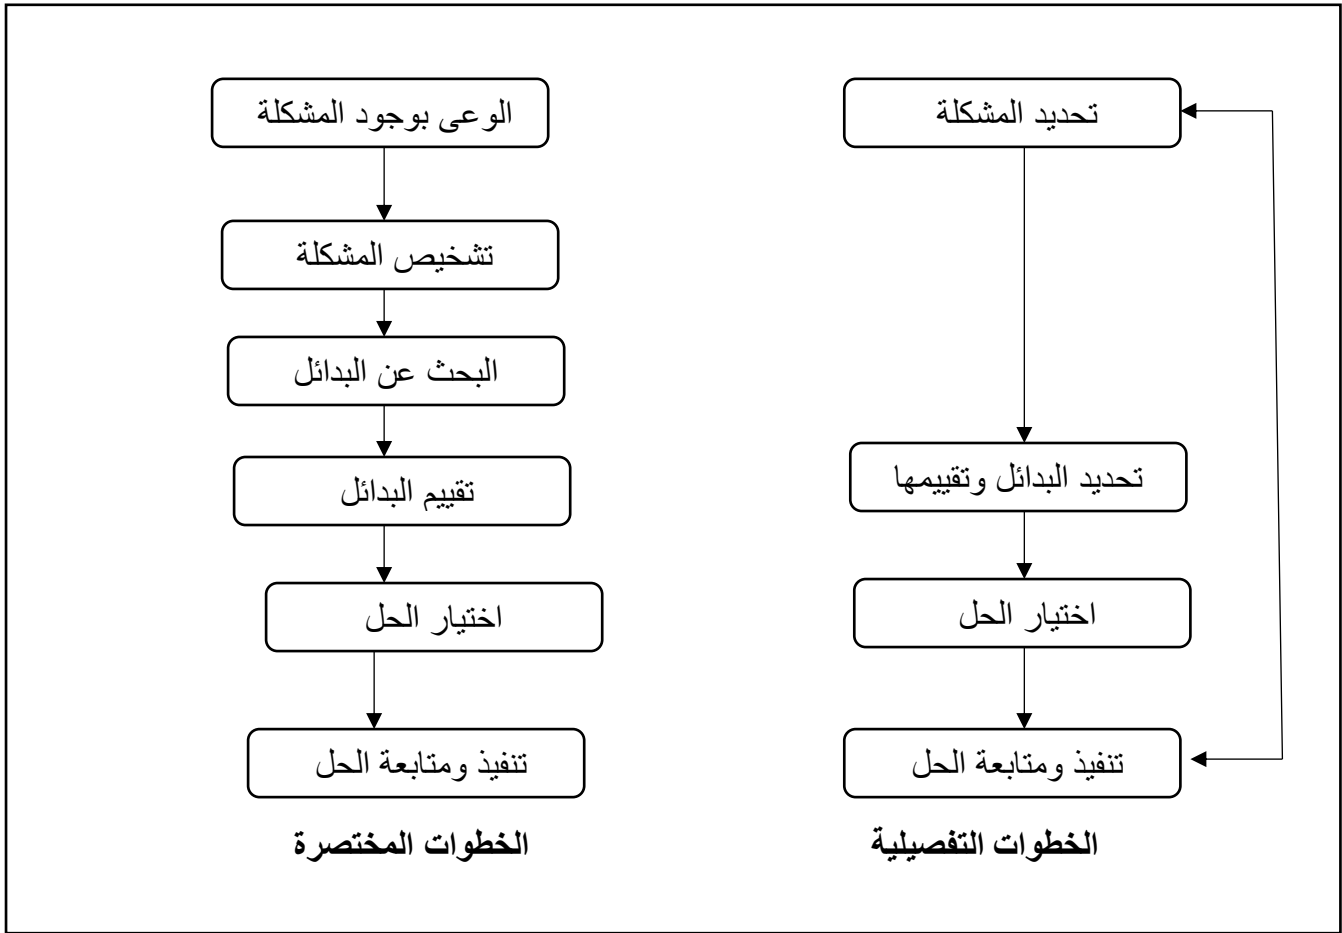 تحديد المشكلة
تحديد البدائل وتقييمها
اختيار الحل
تنفيذ ومتابعة الحل
الخطوات التفصيلية
الوعى بوجود المشكلة
تشخيص المشكلة
البحث عن البدائل
تقييم البدائل
اختيار الحل
تنفيذ ومتابعة الحل
الخطوات المختصرة